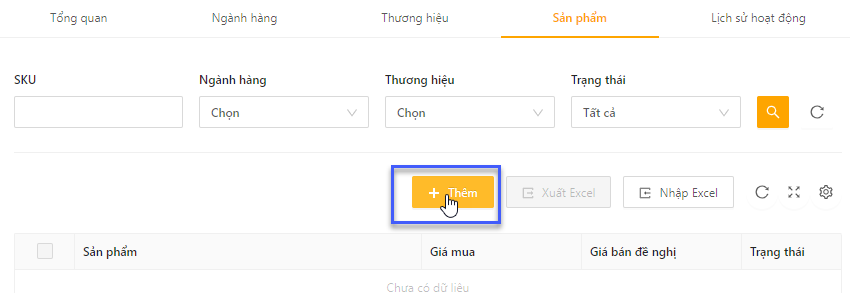 Tổng quan Ngành hàng Thương hiệu Sản phẩm Lịch sử hoạt động
SKU Ngành hàng Thương hiệu Trạng thái
Chọn Chọn Tất cả
Thêm Xuất Excel Nhập Excel
Sản phẩm Giá mua Giá bán đề nghị Trạng thái
Chưa có dữ liệu